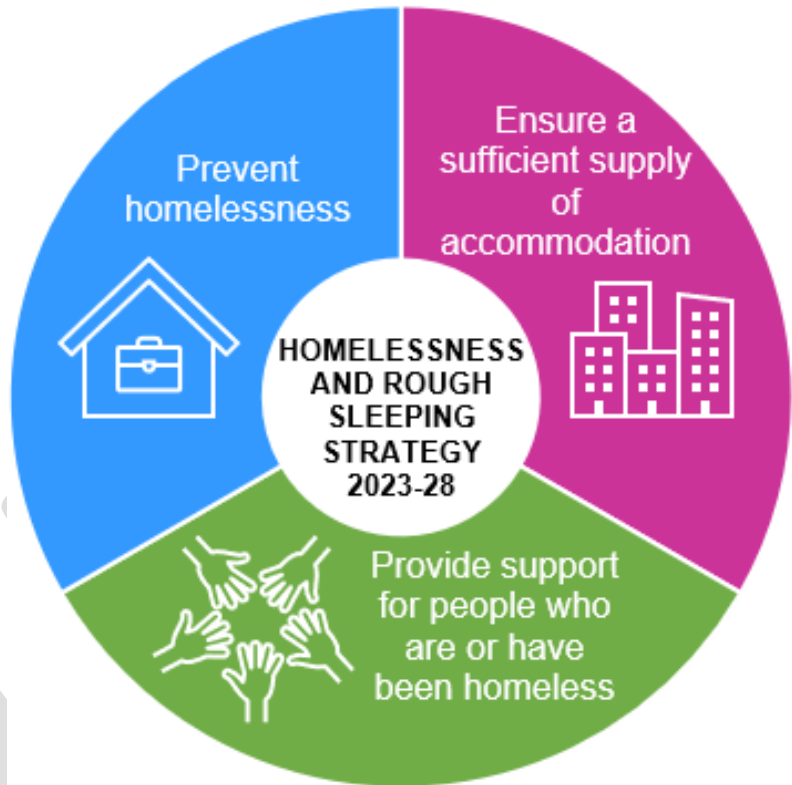 Prevent
homelessness
Ensure a
sufficient supply
of
accommodation
HOMELESSNESS
AND ROUGH
SLEEPING
STRATEGY
2023-28
Provide support
for people who
are or have
been homeless